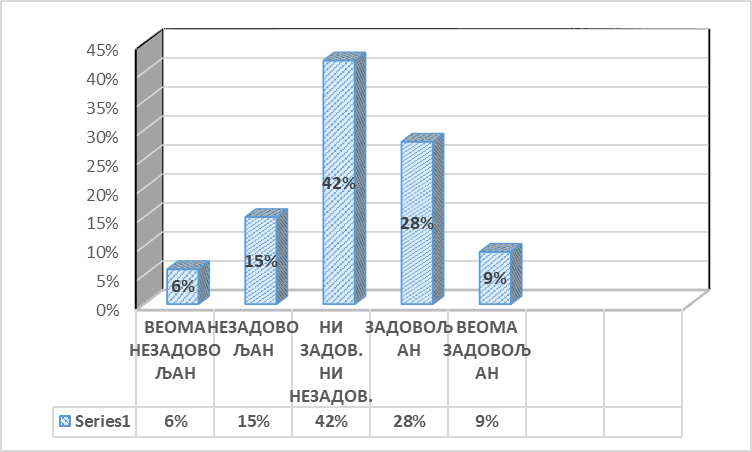 45%
40%
35%
30%
25%
20%
15%
10%
5%
0%
6%
15%
42%
28%
9%
ВЕОМА
НЕЗАДОВО
ЉАН
НЕЗАДОВО
ЉАН
НИ
ЗАДОВ.
НИ
НЕЗАДОВ.
ЗАДОВОЉ
АН
ВЕОМА
ЗАДОВОЉ
АН
Series1 6% 15% 42% 28% 9%